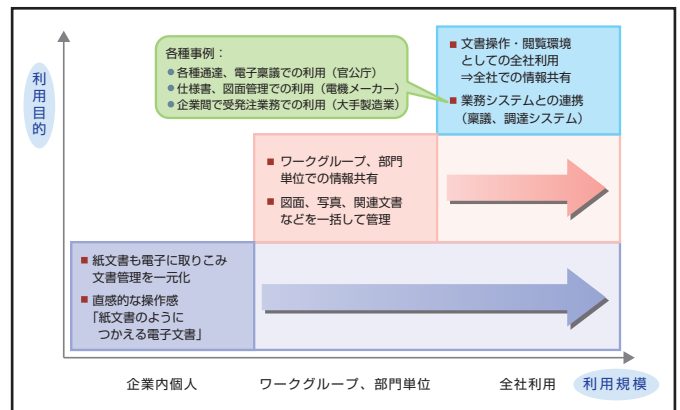 利用目的
各種事例：
●各種通達、電子稟議での利用（官公庁）
●仕様書、図面管理での利用（電機メーカー）
●企業間で受発注業務での利用（大手製造業）
■ 文書操作・閲覧環境
としての全社利用
⇒全社での情報共有
■ 業務システムとの連携
（稟議、調達システム）
■ ワークグループ、部門
単位での情報共有
■ 図面、写真、関連文書
などを一括して管理
■ 紙文書も電子に取りこみ
文書管理を一元化
■ 直感的な操作感
「紙文書のように
つかえる電子文書」
企業内個人
ワークグループ、部門単位
全社利用
利用規模